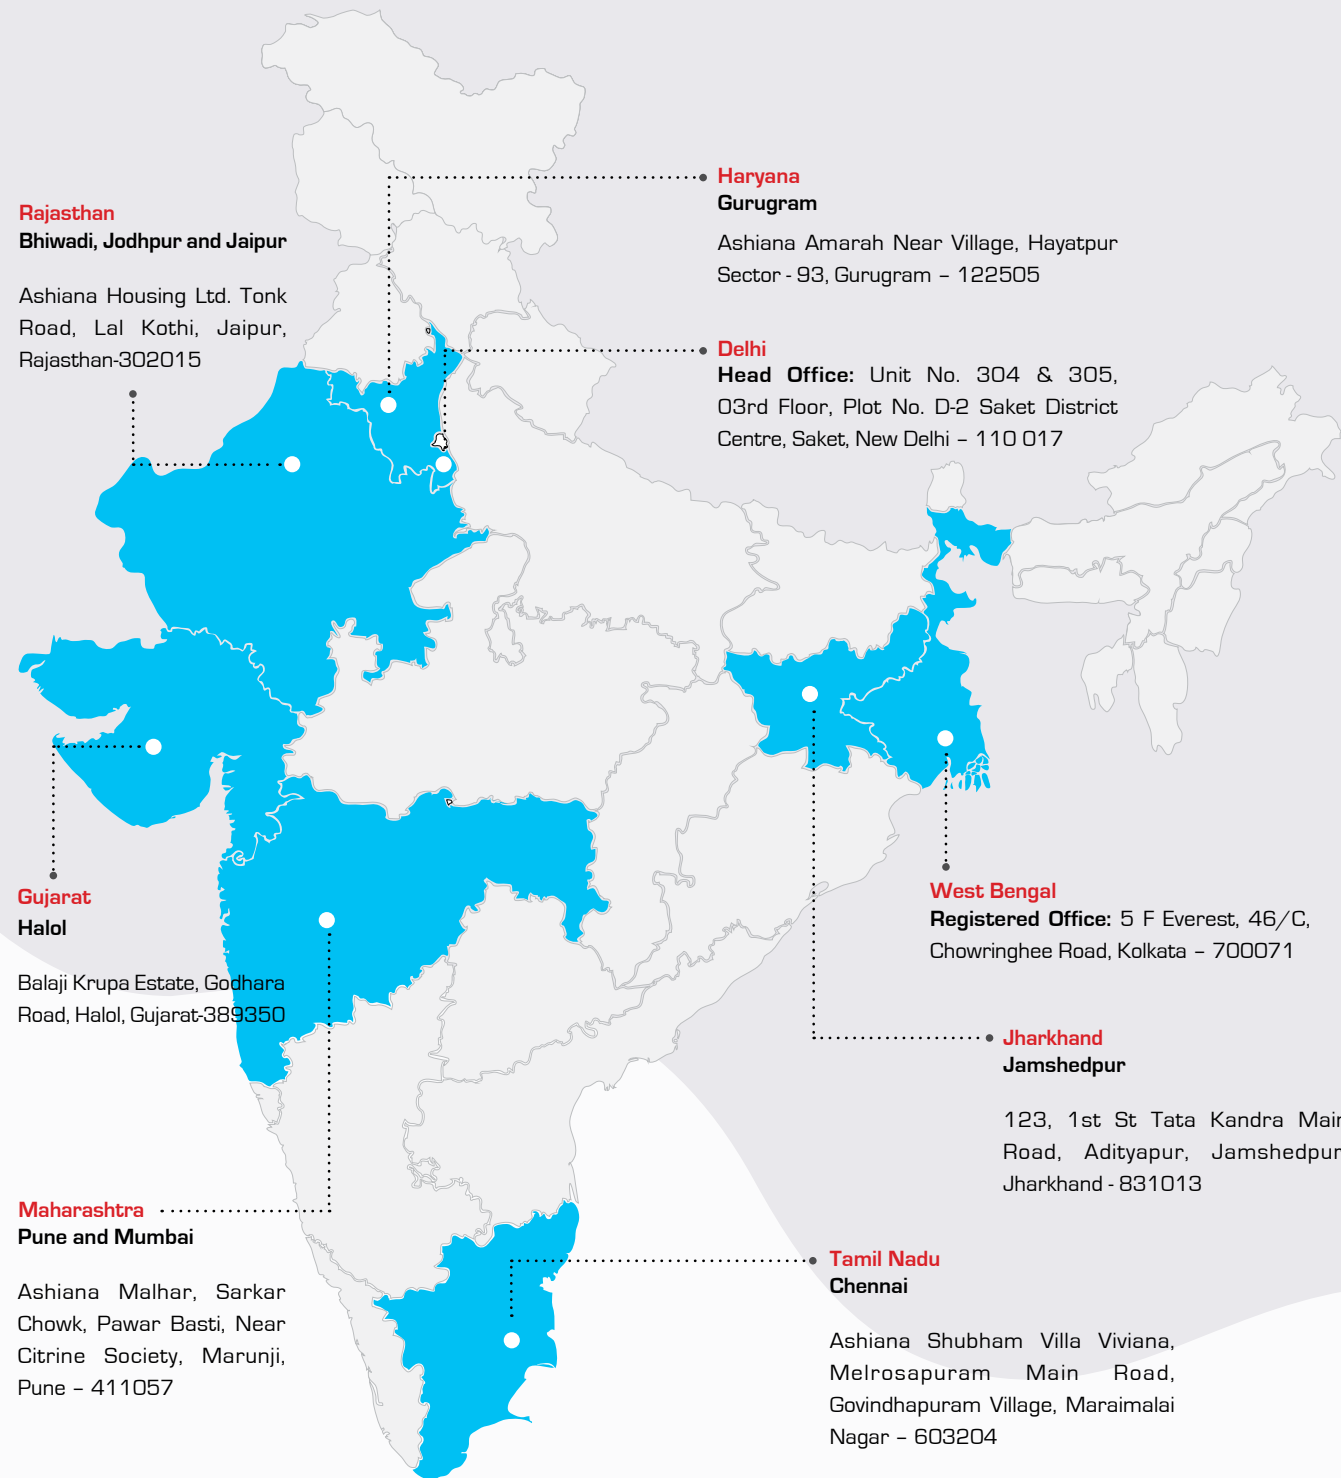 Haryana
Gurugram
Ashiana Amarah Near Village, Hayatpur
Sector - 93, Gurugram – 122505
Rajasthan
Bhiwadi, Jodhpur and Jaipur
Ashiana Housing Ltd. Tonk
Road, Lal Kothi, Jaipur,
Rajasthan-302015
Delhi
Head Office: Unit No. 304 & 305,
03rd Floor, Plot No. D-2 Saket District
Centre, Saket, New Delhi – 110 017
Gujarat
Halol
Balaji Krupa Estate, Godhara
Road, Halol, Gujarat-389350
West Bengal
Registered Office: 5 F Everest, 46/C,
Chowringhee Road, Kolkata – 700071
Jharkhand
Jamshedpur
123, 1st St Tata Kandra Main
Road, Adityapur, Jamshedpur
Jharkhand - 831013
Maharashtra
Pune and Mumbai
Ashiana Malhar, Sarkar
Chowk, Pawar Basti, Near
Citrine Society, Marunji,
Pune – 411057
Tamil Nadu
Chennai
Ashiana Shubham Villa Viviana,
Melrosapuram Main Road,
Govindhapuram Village, Maraimalai
Nagar – 603204